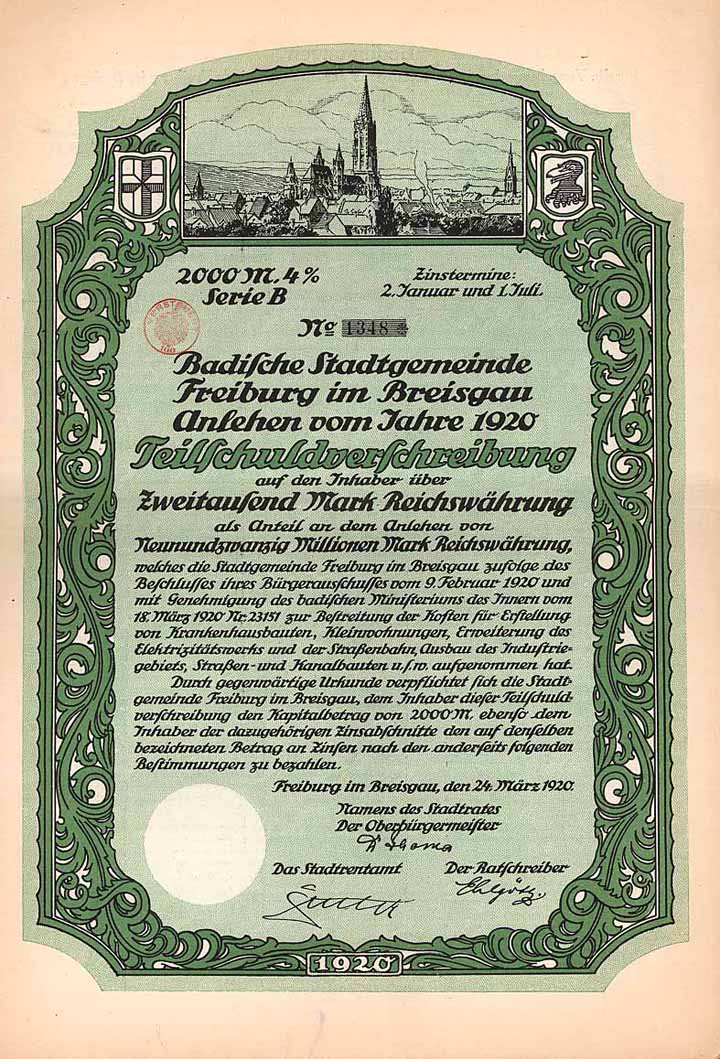 2000 M. 4%
Serie B
Zinstermine:
2. Januar und 1. Juli.
No 1348
Badiſche Stadtgemeinde
Freiburg im Breisgau
Anlehen vom Jahre 1920
Teilſchuldverſchreibung
auf den Inhaber über
Zweitauſend Mark Reichswährung
als Anteil an dem Anlehen von
Neunundzwanzig Millionen Mark Reichswährung,
welches die Stadtgemeinde Freiburg im Breisgau zufolge des
Beſchluſſes ihres Bürgerausſchuſſes vom 9. Februar 1920 und
mit Genehmigung des badiſchen Miniſteriums des Innern vom
18. März 1920 Nr. 23151 zur Beſtreitung der Koſten für Erſtellung
von Krankenhausbauten, Kleinwohnungen, Erweiterung des
Elektrizitätswerks und der Straßenbahn, Ausbau des Induſtrie-
gebiets, Straßen- und Kanalbauten u. ſ. w. aufgenommen hat.
Durch gegenwärtige Urkunde verpflichtet ſich die Stadt-
gemeinde Freiburg im Breisgau, dem Inhaber dieſer Teilſchuld-
verſchreibung den Kapitalbetrag von 2000 M. ebenſo dem
Inhaber der dazugehörigen Zinsabſchnitte den auf denſelben
bezeichneten Betrag an Zinſen nach den anderſeits folgenden
Beſtimmungen zu bezahlen.
Freiburg im Breisgau, den 24. März 1920.
Namens des Stadtrates
Der Oberbürgermeiſter
Das Stadtrentamt
Der Ratſchreiber
1920